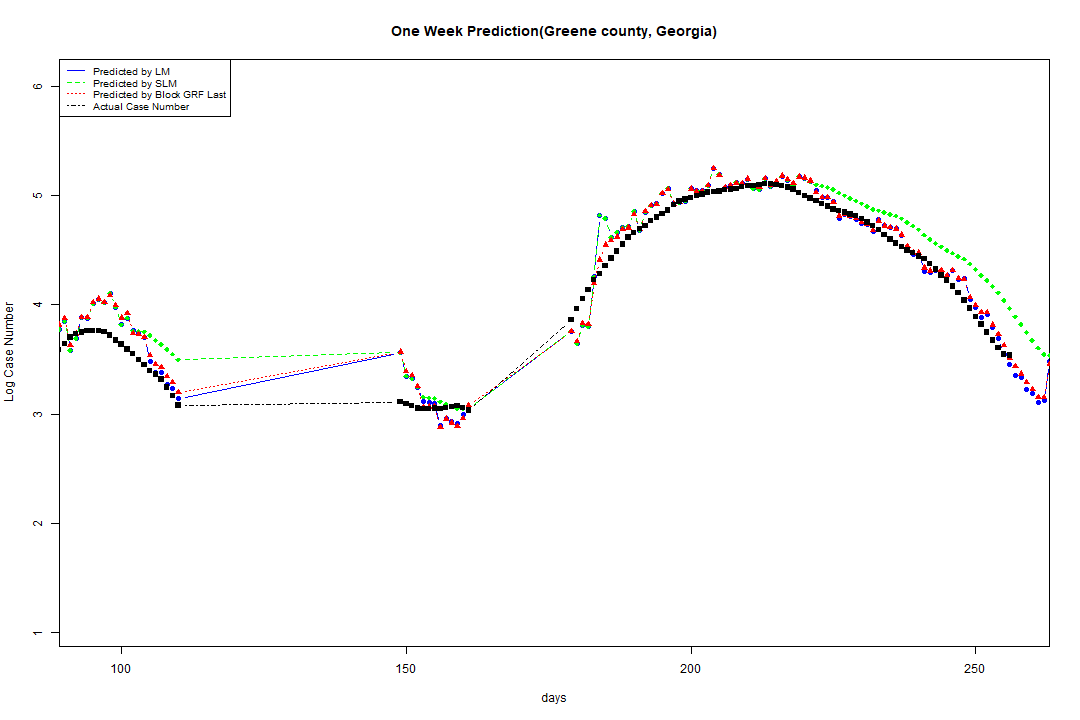 One Week Prediction(Greene county, Georgia)
Predicted by LM
Predicted by SLM
Predicted by Block GRF Last
Actual Case Number
6
5
4
3
2
1
Log Case Number
100 150 200 250
days